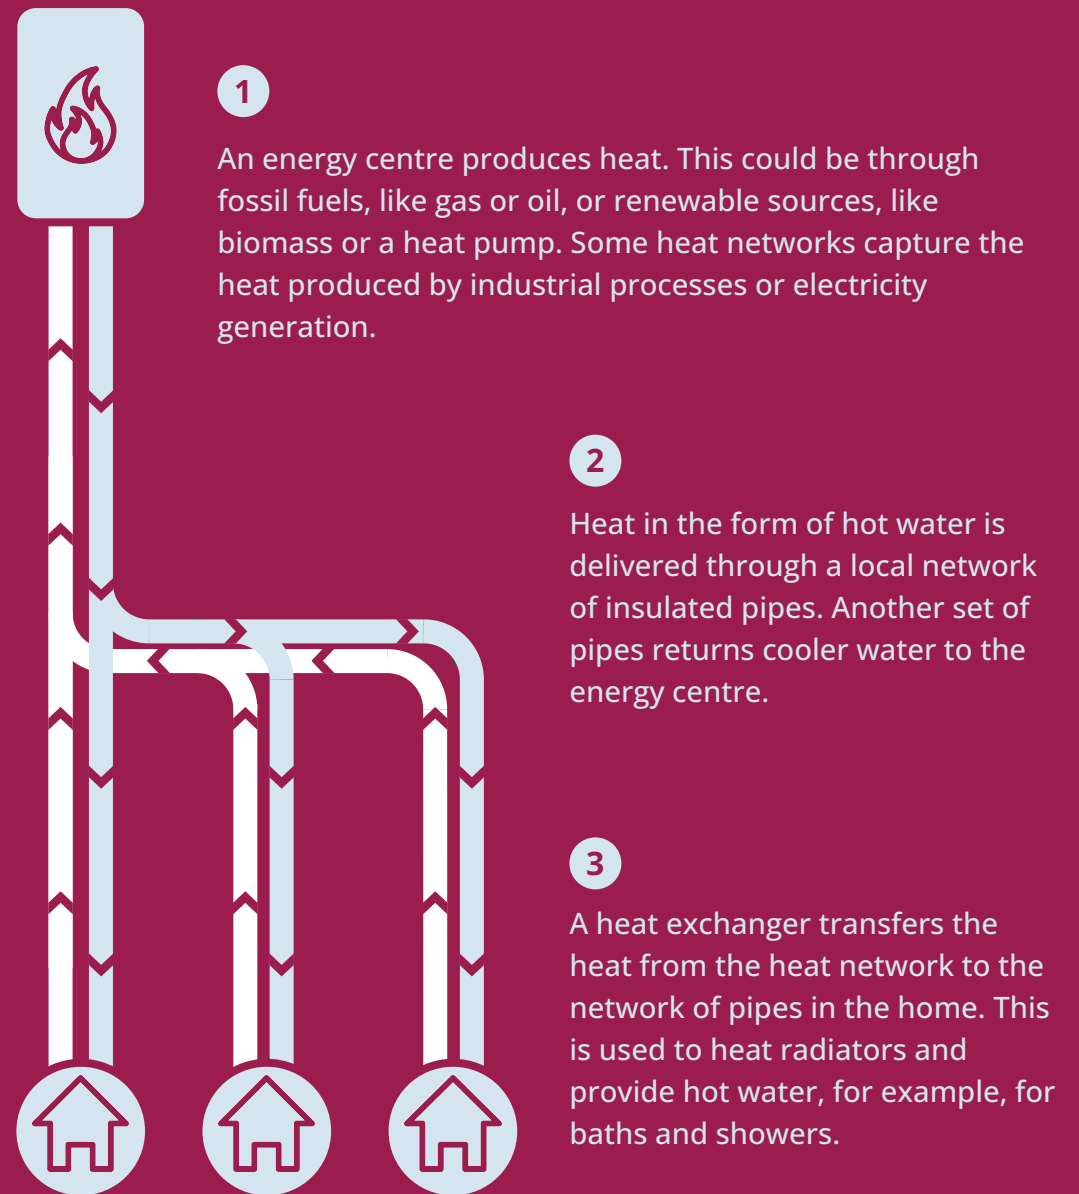 1
An energy centre produces heat. This could be through
fossil fuels, like gas or oil, or renewable sources, like
biomass or a heat pump. Some heat networks capture the
heat produced by industrial processes or electricity
generation.
2
Heat in the form of hot water is
delivered through a local network
of insulated pipes. Another set of
pipes returns cooler water to the
energy centre.
3
A heat exchanger transfers the
heat from the heat network to the
network of pipes in the home. This
is used to heat radiators and
provide hot water, for example, for
baths and showers.